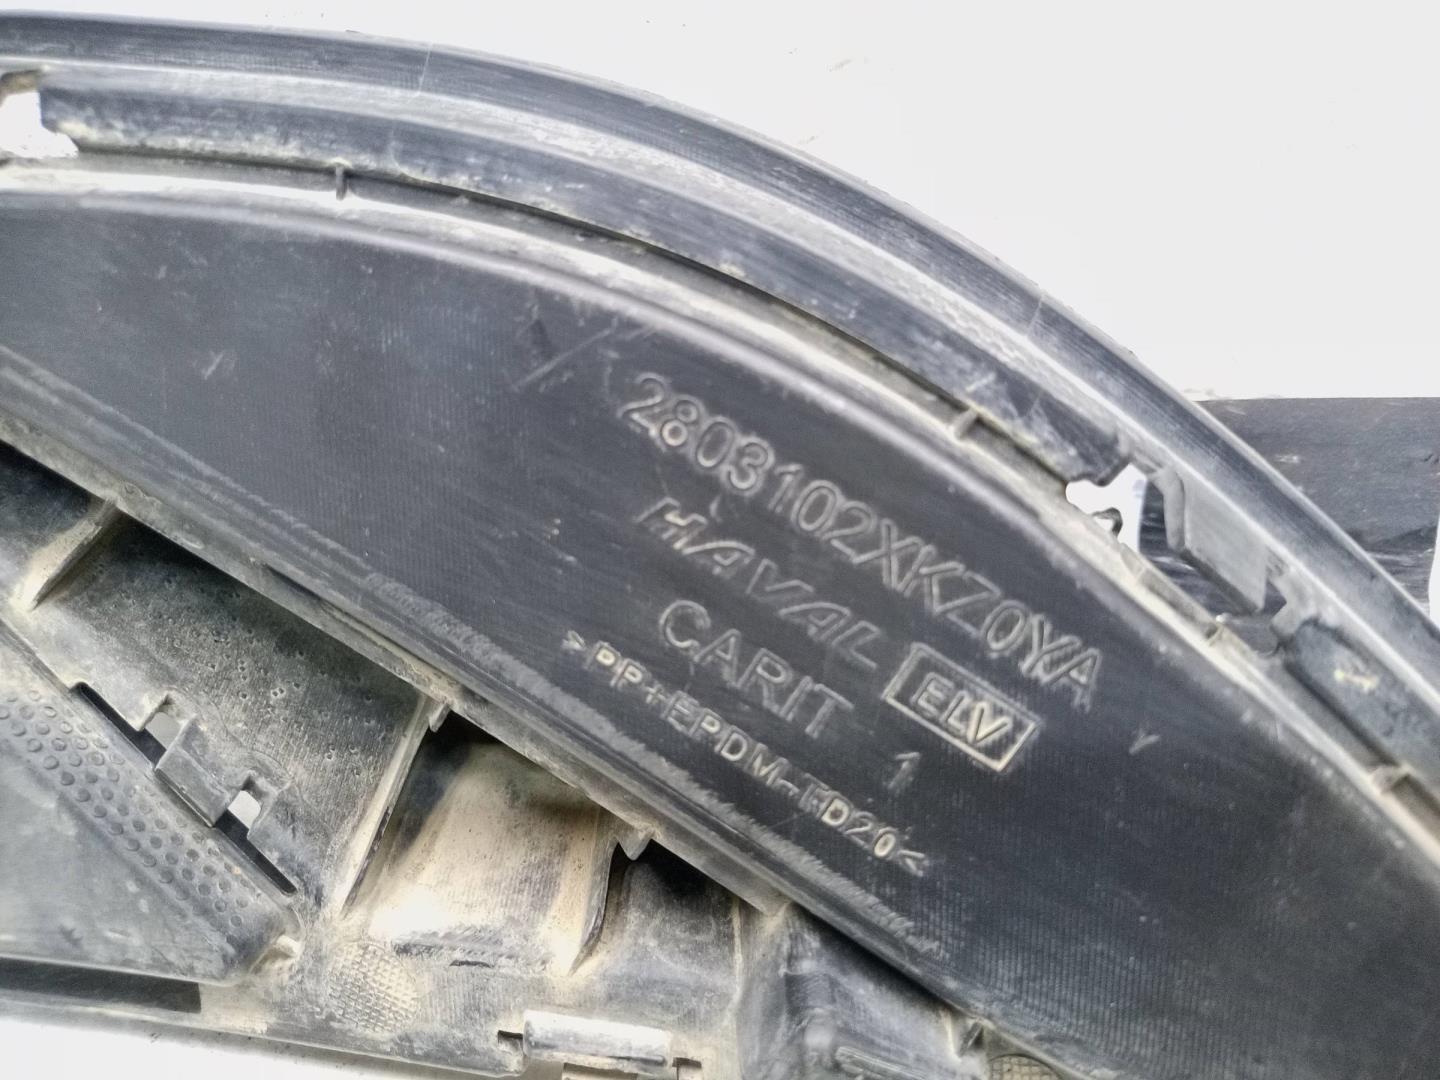 2803102XKZ0YA
HAVAL
CARIT ELV
1
>PP+EPDM-TD20<